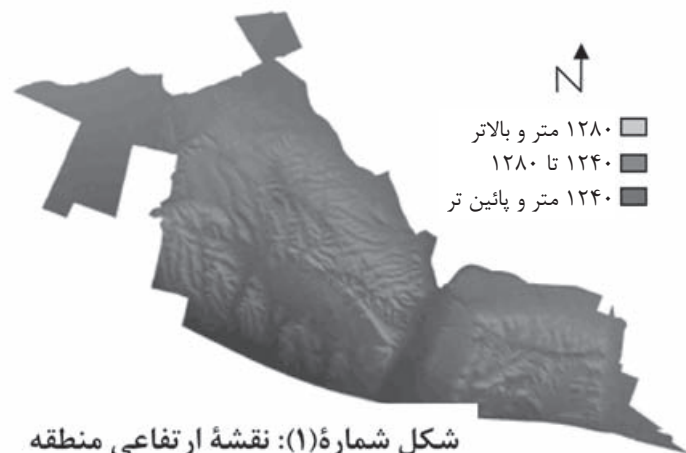 N
۱۲۸۰ متر و بالاتر
۱۲۴۰ تا ۱۲۸۰
۱۲۴۰ متر و پائین تر
شکل شمارهٔ(۱): نقشهٔ ارتفاعی منطقه